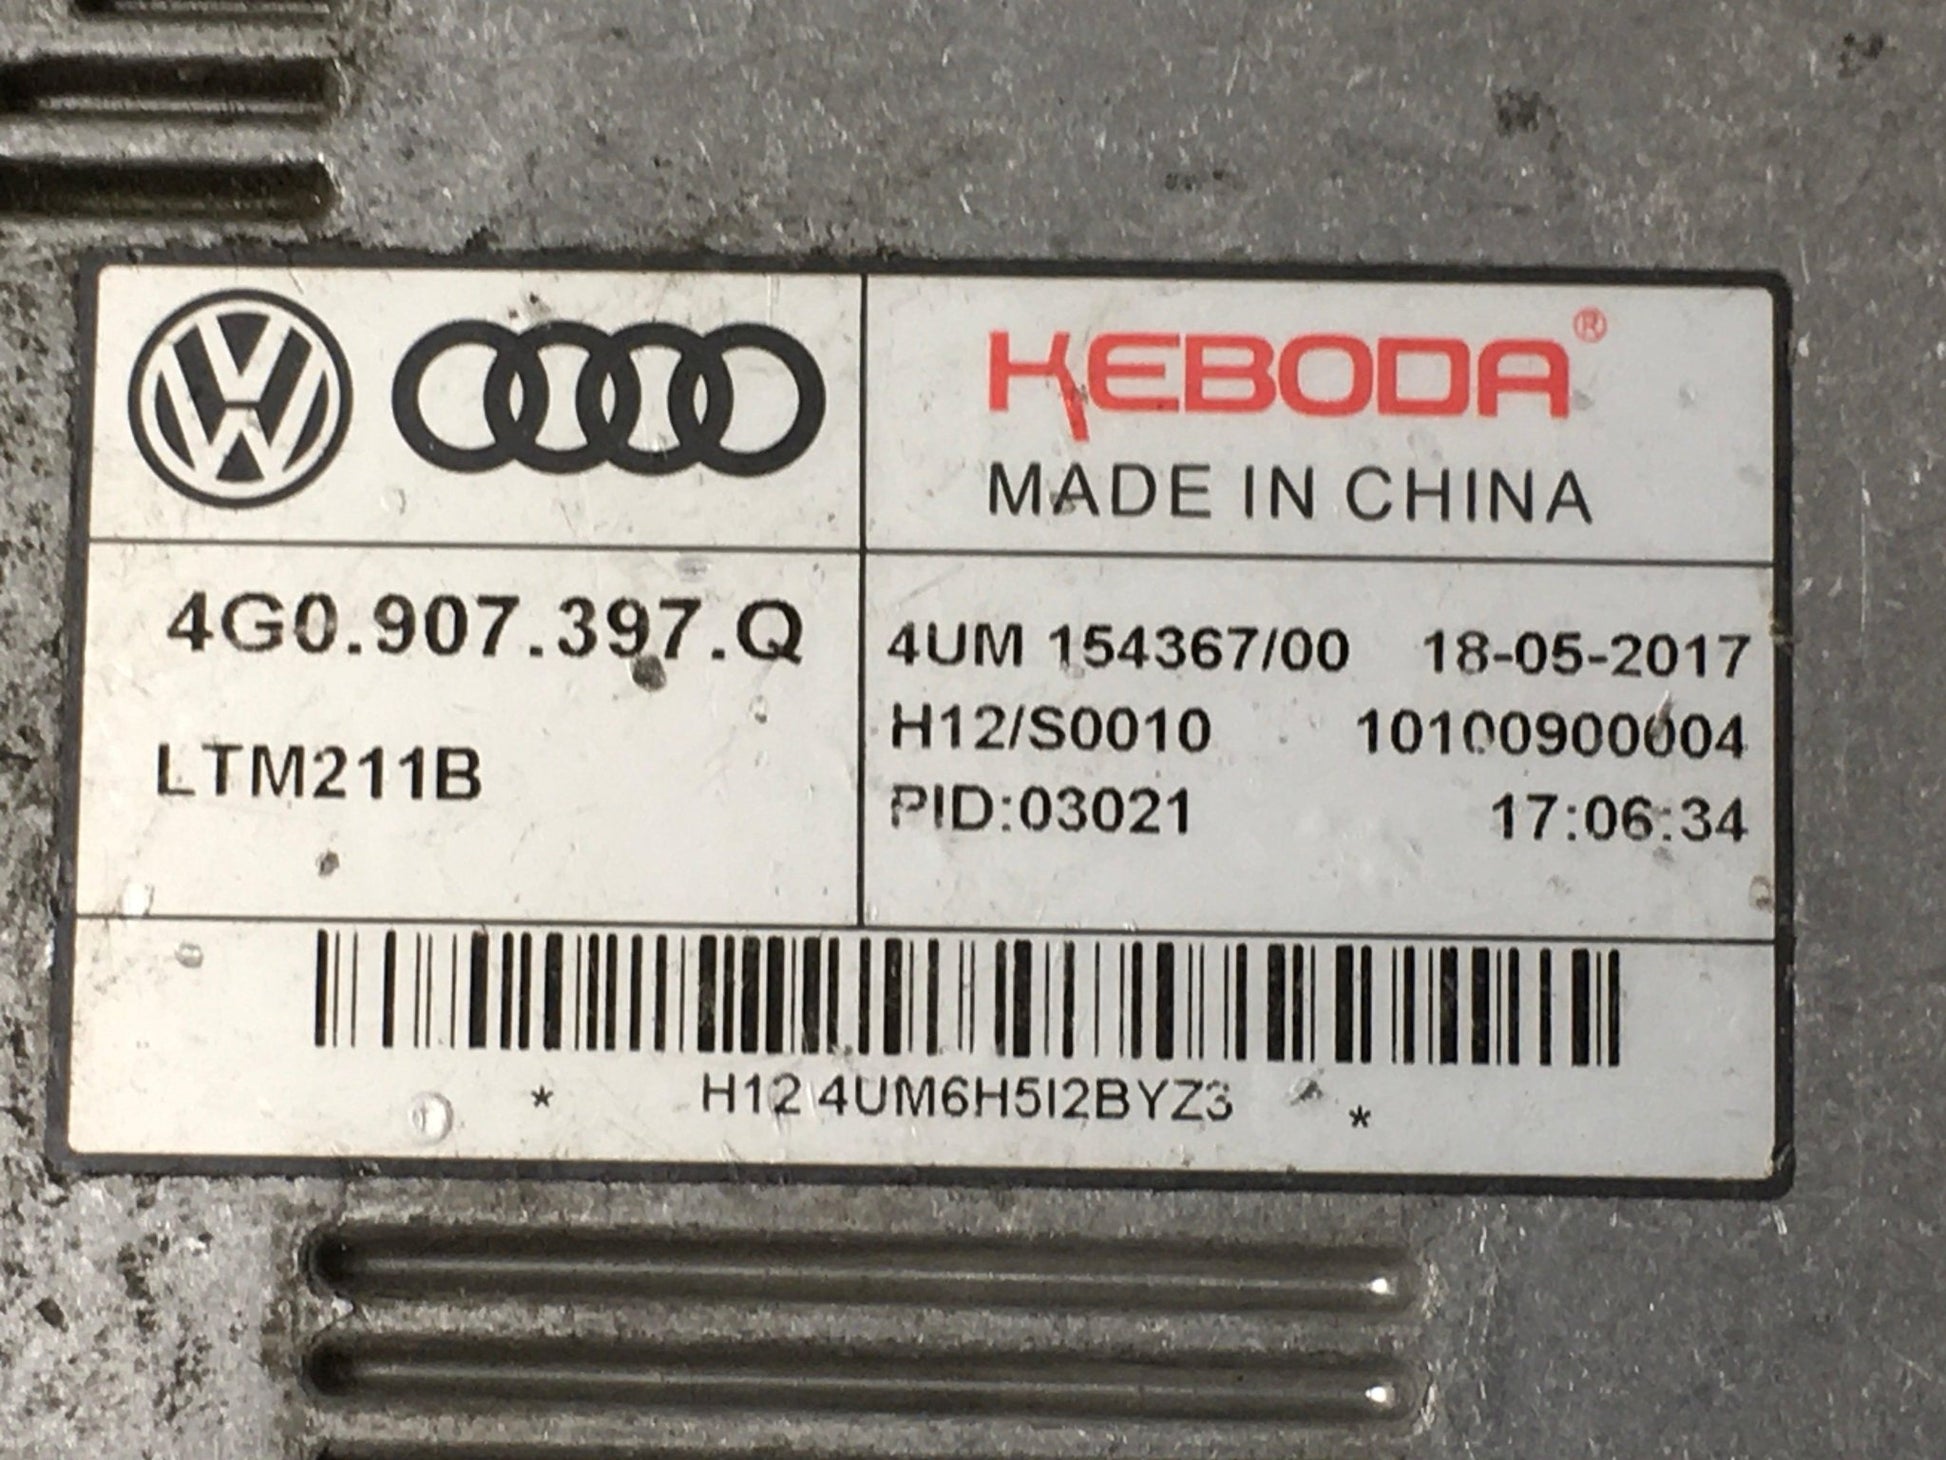 KEBODA®
MADE IN CHINA
4G0.907.397.Q
LTM211B
4UM 154367/00 18-05-2017
H12/S0010 10100900004
PID:03021 17:06:34
* H12 4UM6H5I2BYZ3 *